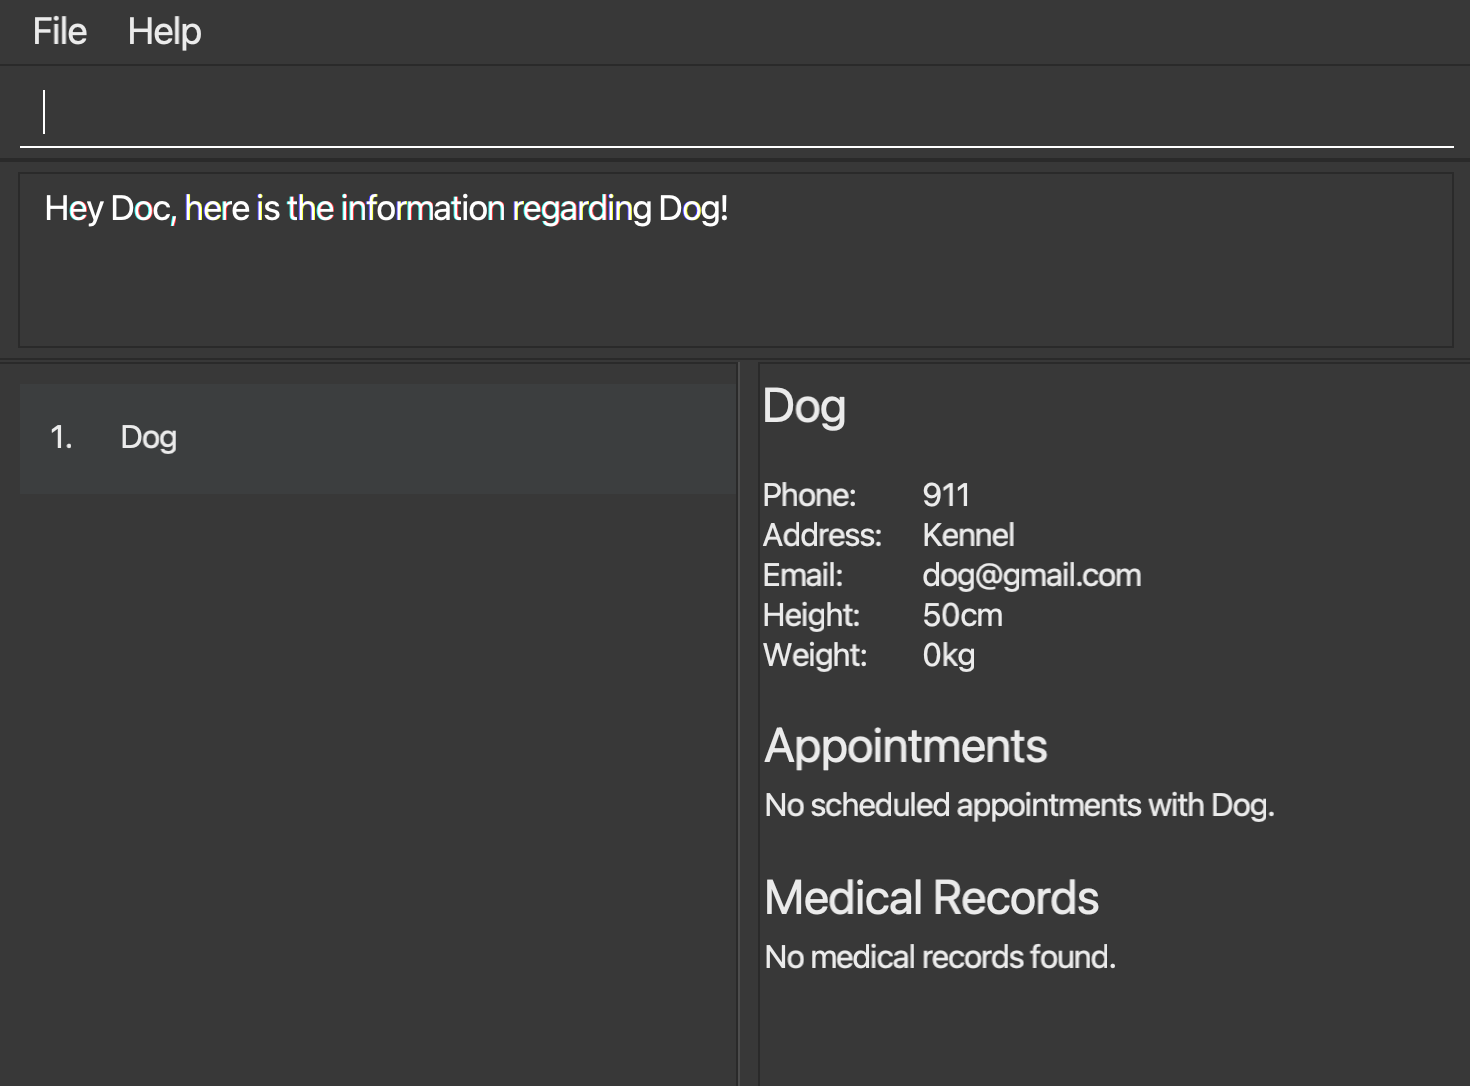 File Help
Hey Doc, here is the information regarding Dog!
1. Dog
Dog
Phone: 911
Address: Kennel
Email: dog@gmail.com
Height: 50cm
Weight: 0kg
Appointments
No scheduled appointments with Dog.
Medical Records
No medical records found.